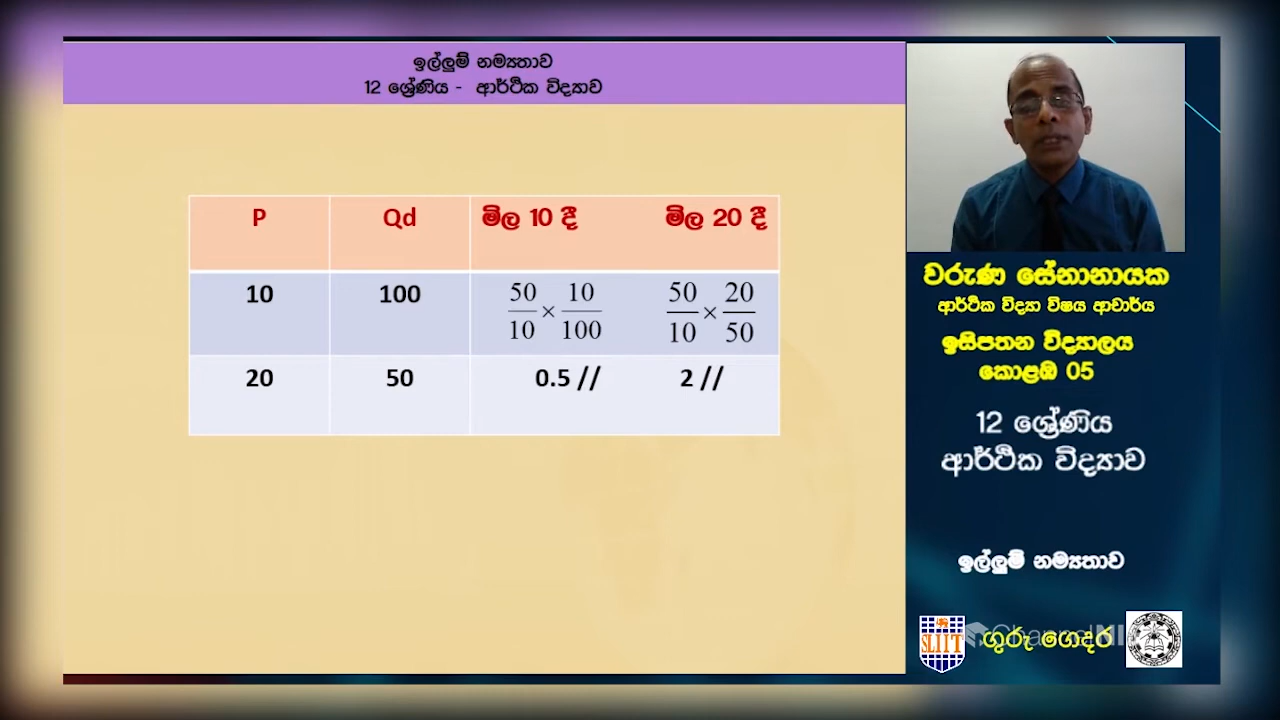 ඉල්ලුම් නම්‍යතාව
12 ශ්‍රේණිය - ආර්ථික විද්‍යාව
P Qd මිල 10 දී මිල 20 දී
10 100 50/10 × 10/100 50/10 × 20/50
20 50 0.5 // 2 //
වරුණ සේනානායක
ආර්ථික විද්‍යා විෂය ආචාර්ය
ඉසිපතන විද්‍යාලය
කොළඹ 05
12 ශ්‍රේණිය
ආර්ථික විද්‍යාව
ඉල්ලුම් නම්‍යතාව
SLIIT
Channel NI
ගුරු ගෙදර